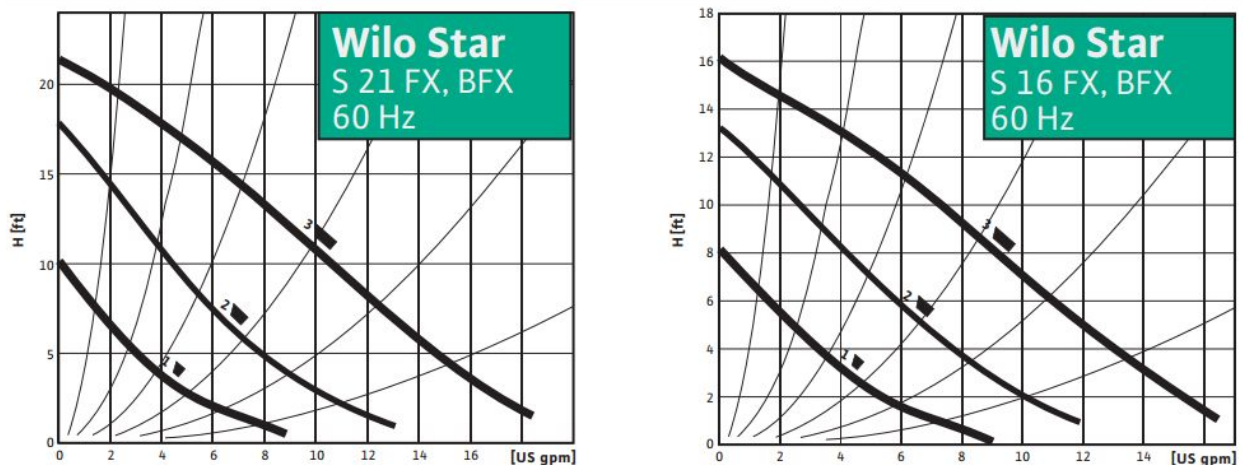 Wilo Star
S 21 FX, BFX
60 Hz
H [ft]
20
15
10
5
0
3
2
1
0 2 4 6 8 10 12 14 16 [US gpm]
Wilo Star
S 16 FX, BFX
60 Hz
H [ft]
18
16
14
12
10
8
6
4
2
0
3
2
1
0 2 4 6 8 10 12 14 [US gpm]